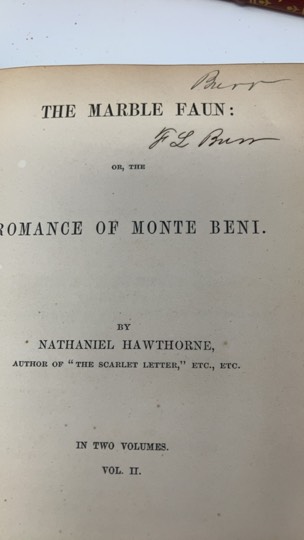 Burr
THE MARBLE FAUN:
F L Burr
OR, THE
ROMANCE OF MONTE BENI.
BY
NATHANIEL HAWTHORNE,
AUTHOR OF "THE SCARLET LETTER," ETC., ETC.
IN TWO VOLUMES.
VOL. II.